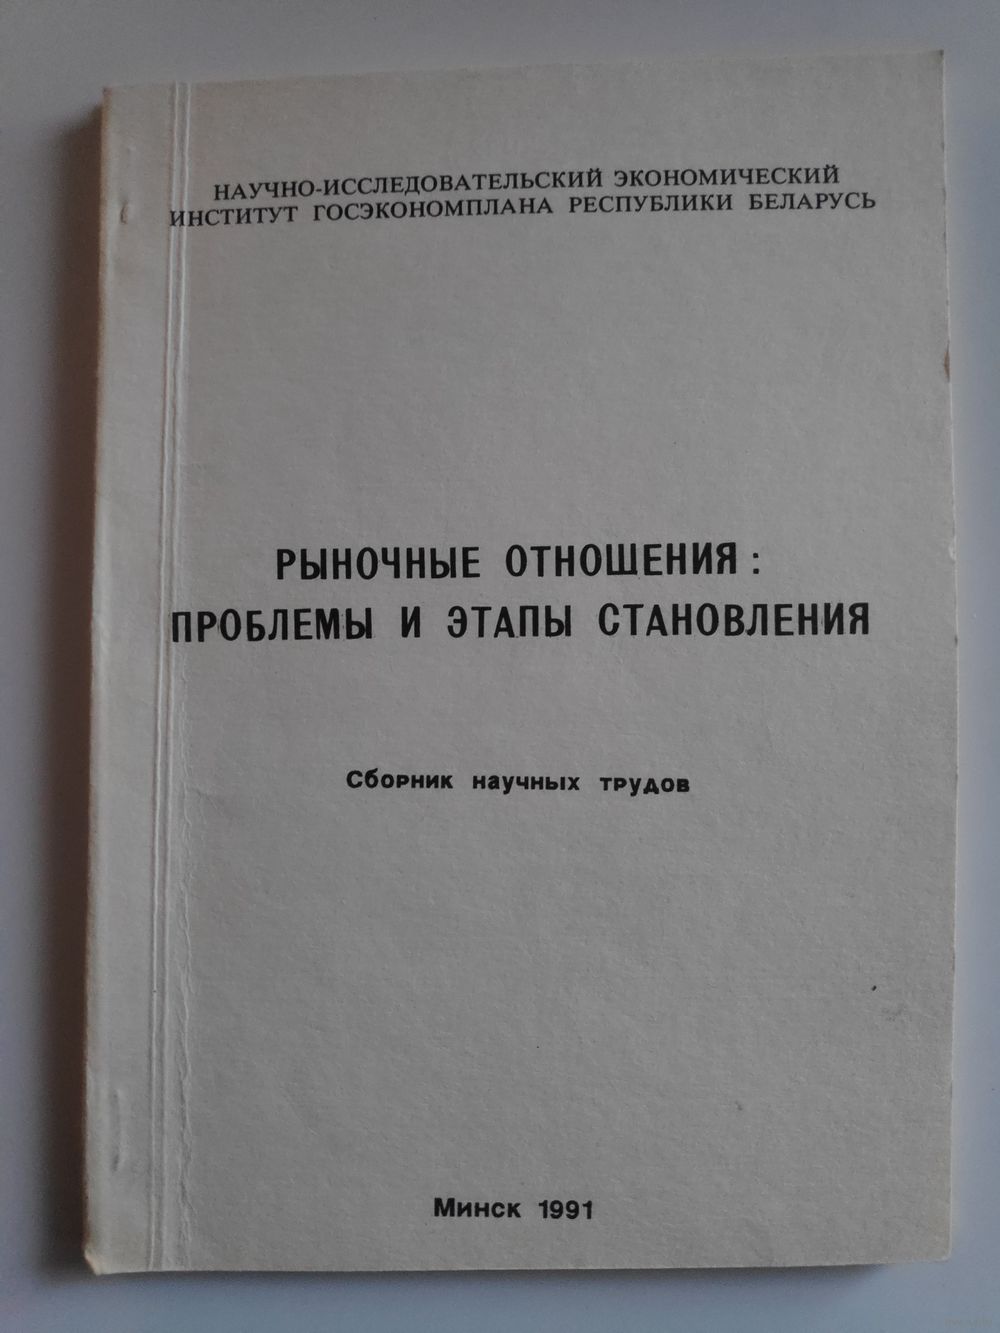 НАУЧНО-ИССЛЕДОВАТЕЛЬСКИЙ ЭКОНОМИЧЕСКИЙ
ИНСТИТУТ ГОСЭКОНОМПЛАНА РЕСПУБЛИКИ БЕЛАРУСЬ
РЫНОЧНЫЕ ОТНОШЕНИЯ :
ПРОБЛЕМЫ И ЭТАПЫ СТАНОВЛЕНИЯ
Сборник научных трудов
Минск 1991